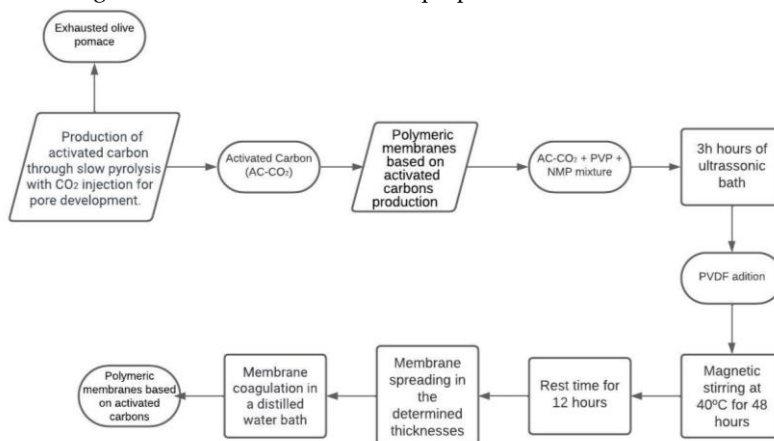 Exhausted olive
pomace
Production of
activated carbon
through slow pyrolysis
with CO₂ injection for
pore development.
Activated Carbon
(AC-CO₂)
Polymeric
membranes
based on
activated
carbons
production
AC-CO₂ + PVP +
NMP mixture
3h hours of
ultrassonic
bath
PVDF adition
Magnetic
stirring at
40ºC for 48
hours
Rest time for
12 hours
Membrane
spreading in
the
determined
thicknesses
Membrane
coagulation in
a distilled
water bath
Polymeric
membranes based
on activated
carbons